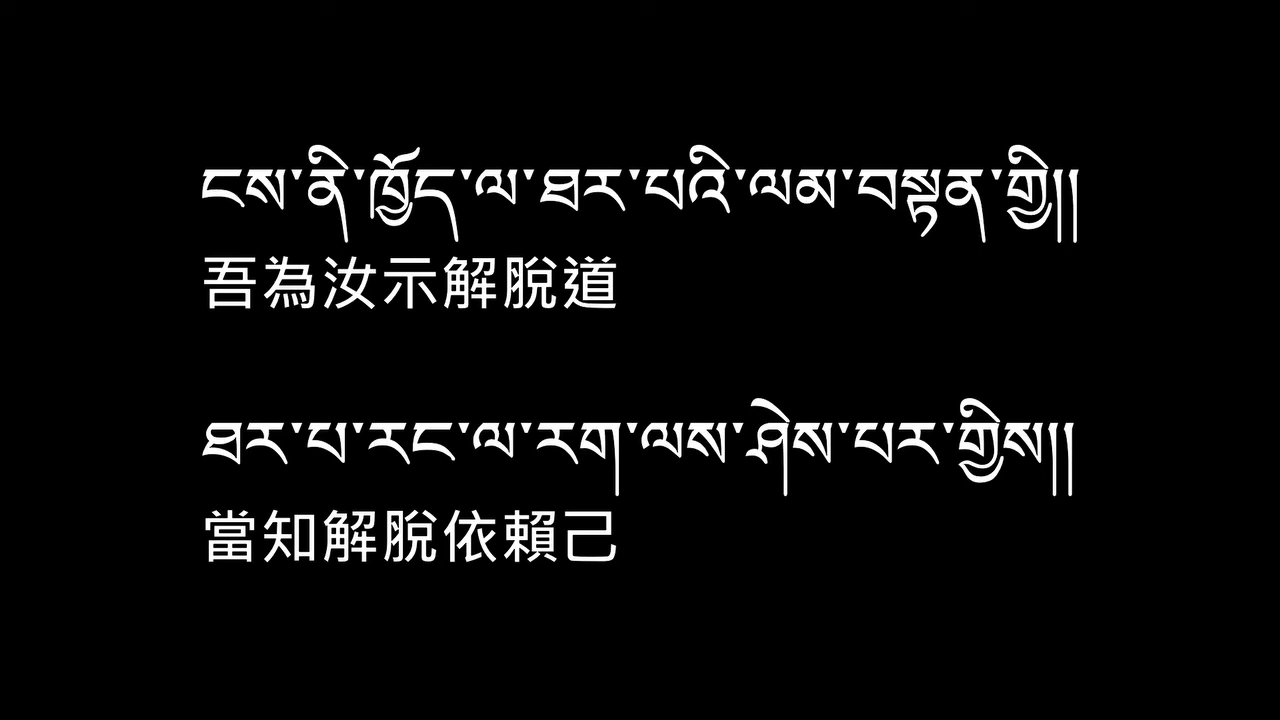 ངས་ནི་ཁྱོད་ལ་ཐར་པའི་ལམ་བསྟན་གྱི།།
吾為汝示解脫道
ཐར་པ་རང་ལ་རག་ལས་ཤེས་པར་གྱིས།།
當知解脫依賴己